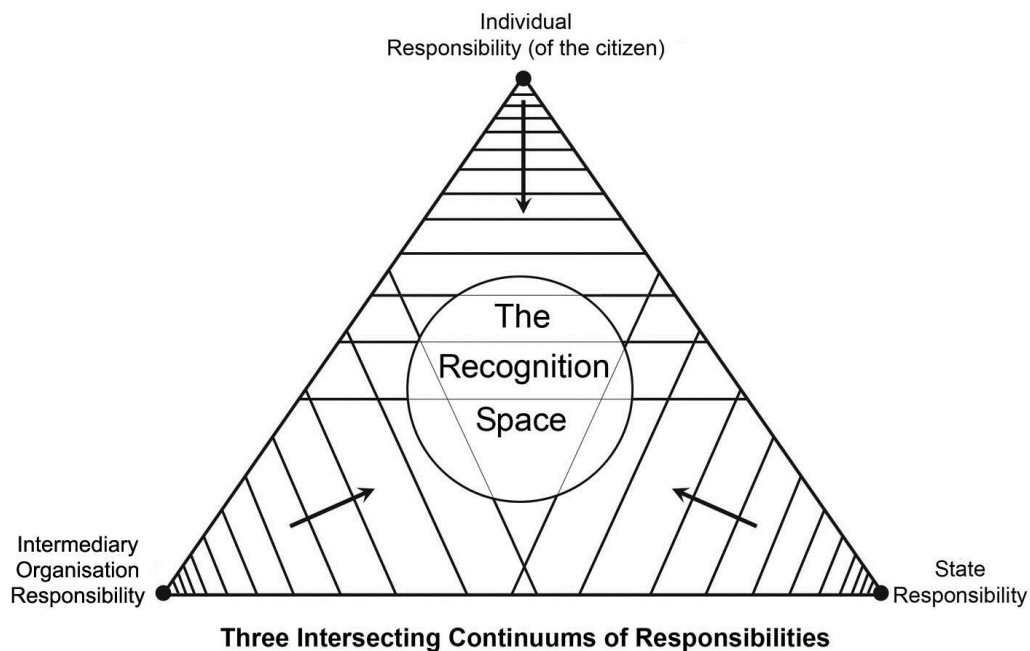 Individual
Responsibility (of the citizen)
The
Recognition
Space
Intermediary
Organisation
Responsibility
State
Responsibility
Three Intersecting Continuums of Responsibilities